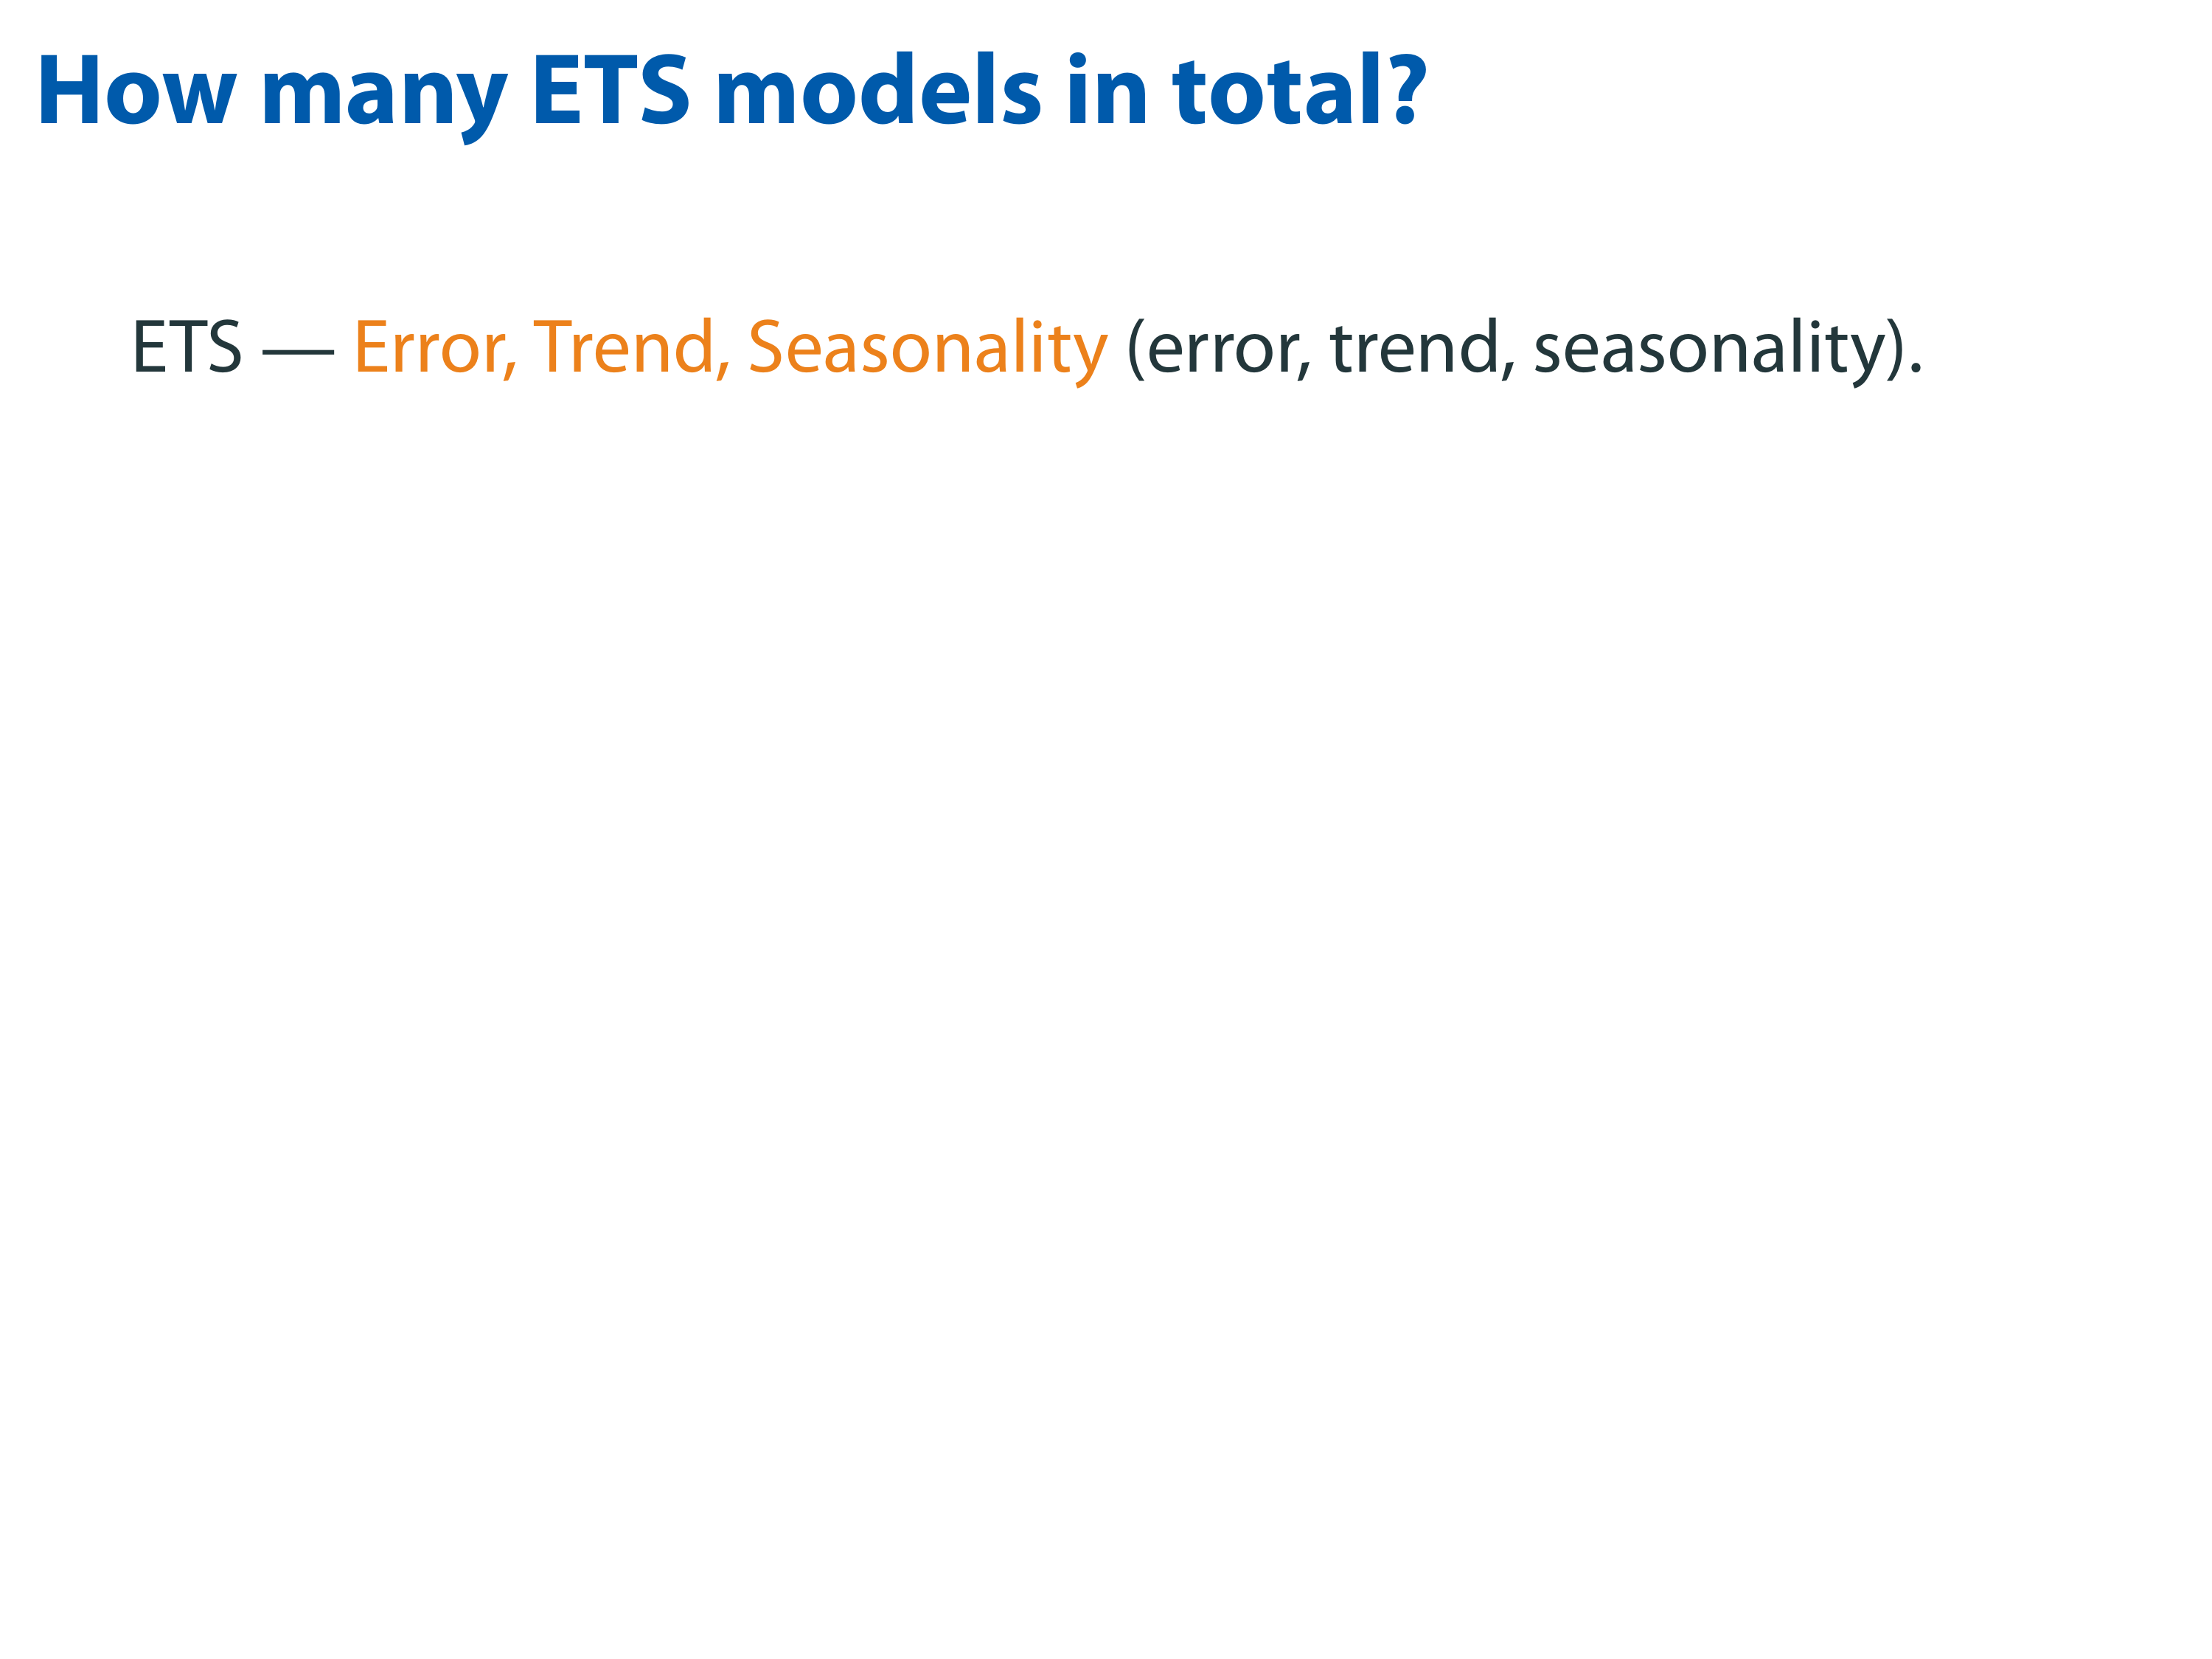 How many ETS models in total?
ETS — Error, Trend, Seasonality (error, trend, seasonality).